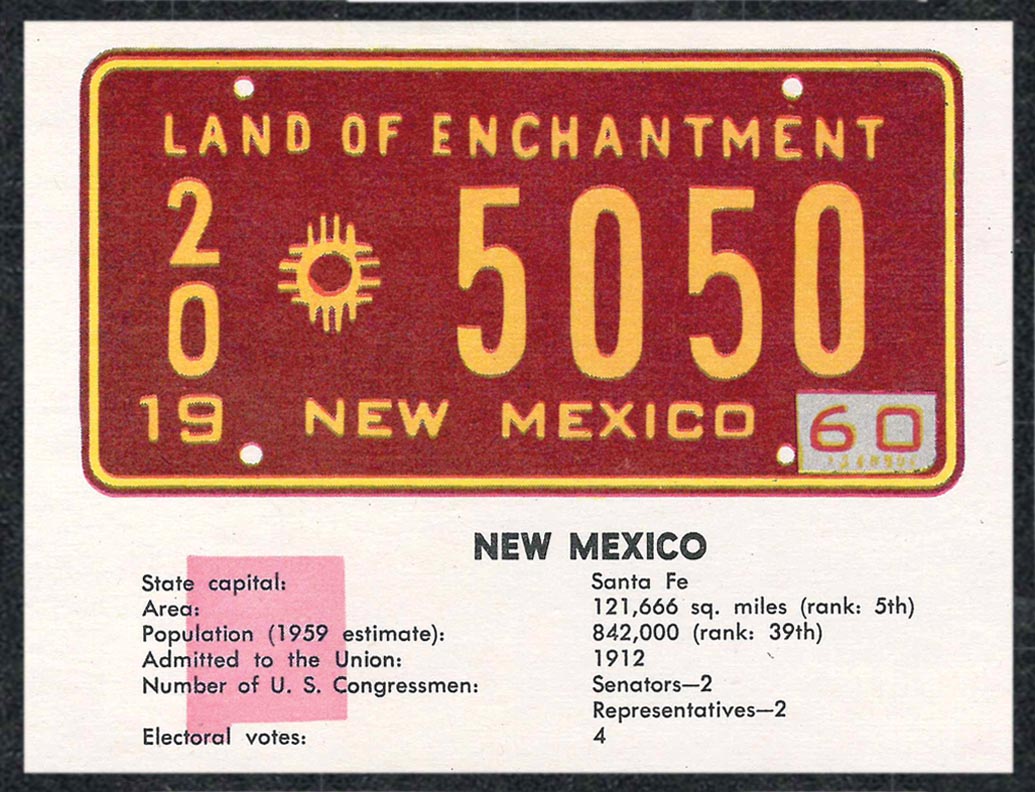 LAND OF ENCHANTMENT
20 5050
19 NEW MEXICO 60
NEW MEXICO
State capital: Santa Fe
Area: 121,666 sq. miles (rank: 5th)
Population (1959 estimate): 842,000 (rank: 39th)
Admitted to the Union: 1912
Number of U. S. Congressmen: Senators—2
Representatives—2
Electoral votes: 4